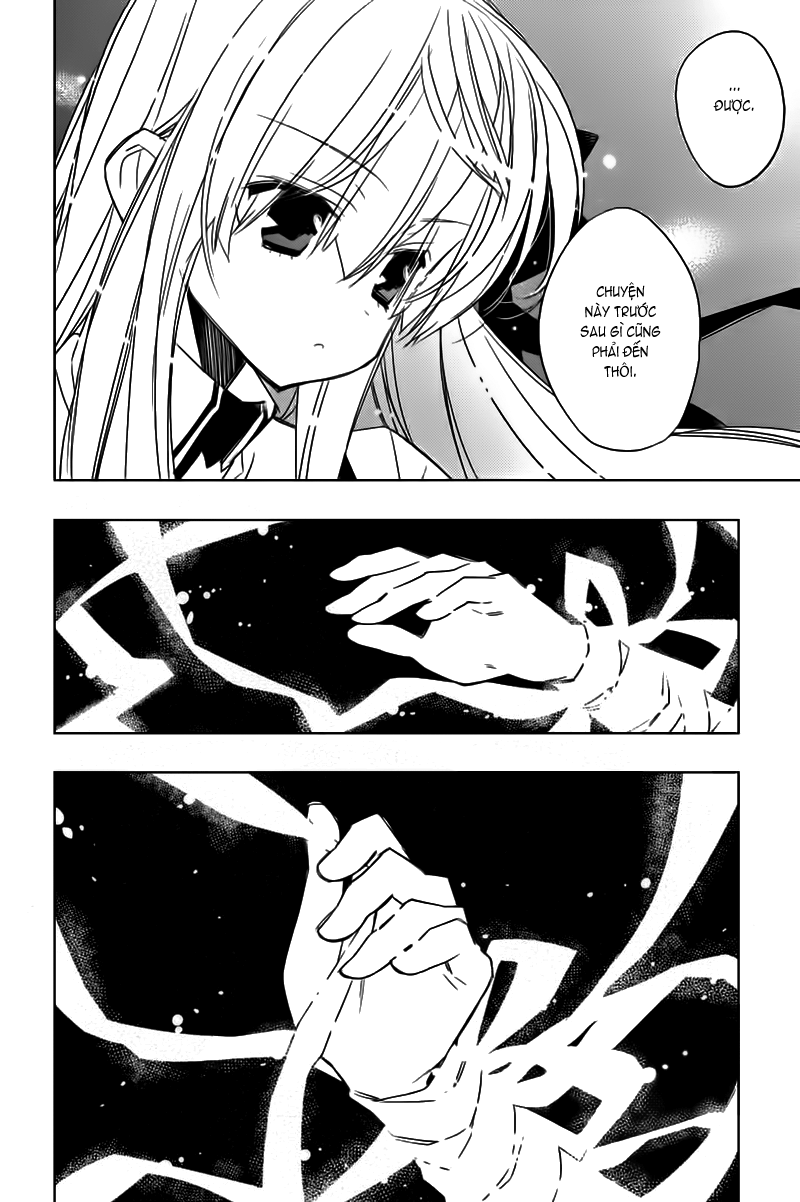 ...
ĐƯỢC.
CHUYỆN
NÀY TRƯỚC
SAU GÌ CŨNG
PHẢI ĐẾN
THÔI.